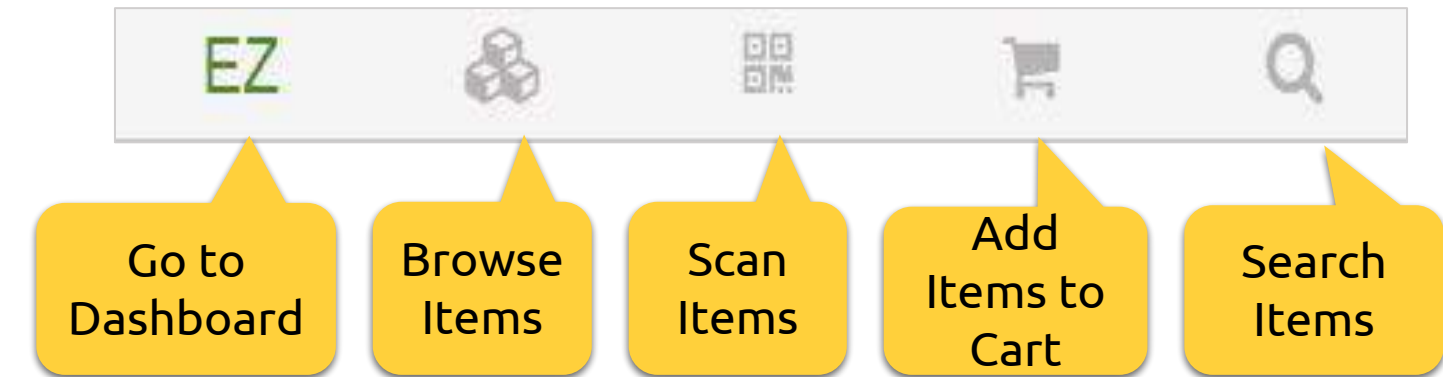 EZ
Go to
Dashboard
Browse
Items
Scan
Items
Add
Items to
Cart
Search
Items